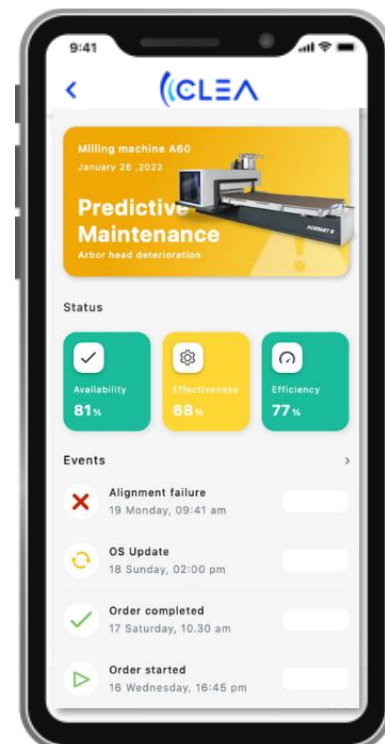 9:41
CLEA
Milling machine A60
January 26 ,2022
Predictive
Maintenance
Arbor head deterioration
FORMAT 4
Status
Availability
81%
Effectiveness
68%
Efficiency
77%
Events
Alignment failure
19 Monday, 09:41 am
OS Update
18 Sunday, 02:00 pm
Order completed
17 Saturday, 10.30 am
Order started
16 Wednesday, 16:45 pm